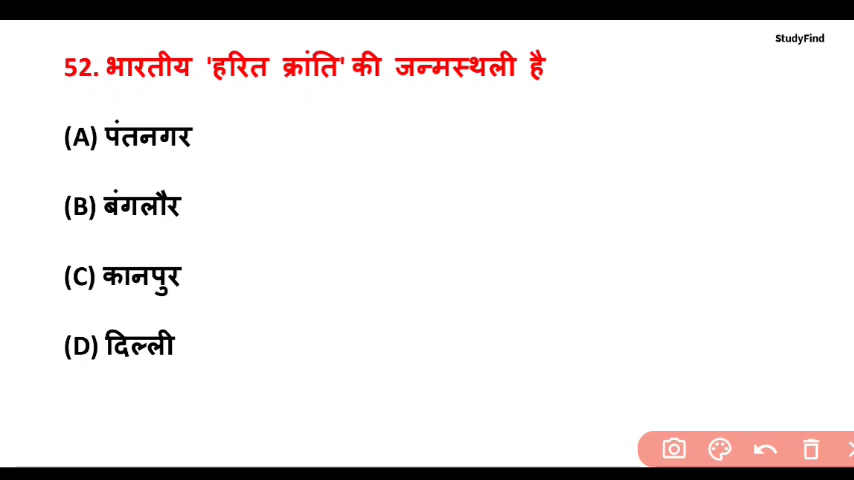 StudyFind
52. भारतीय 'हरित क्रांति' की जन्मस्थली है
(A) पंतनगर
(B) बंगलौर
(C) कानपुर
(D) दिल्ली